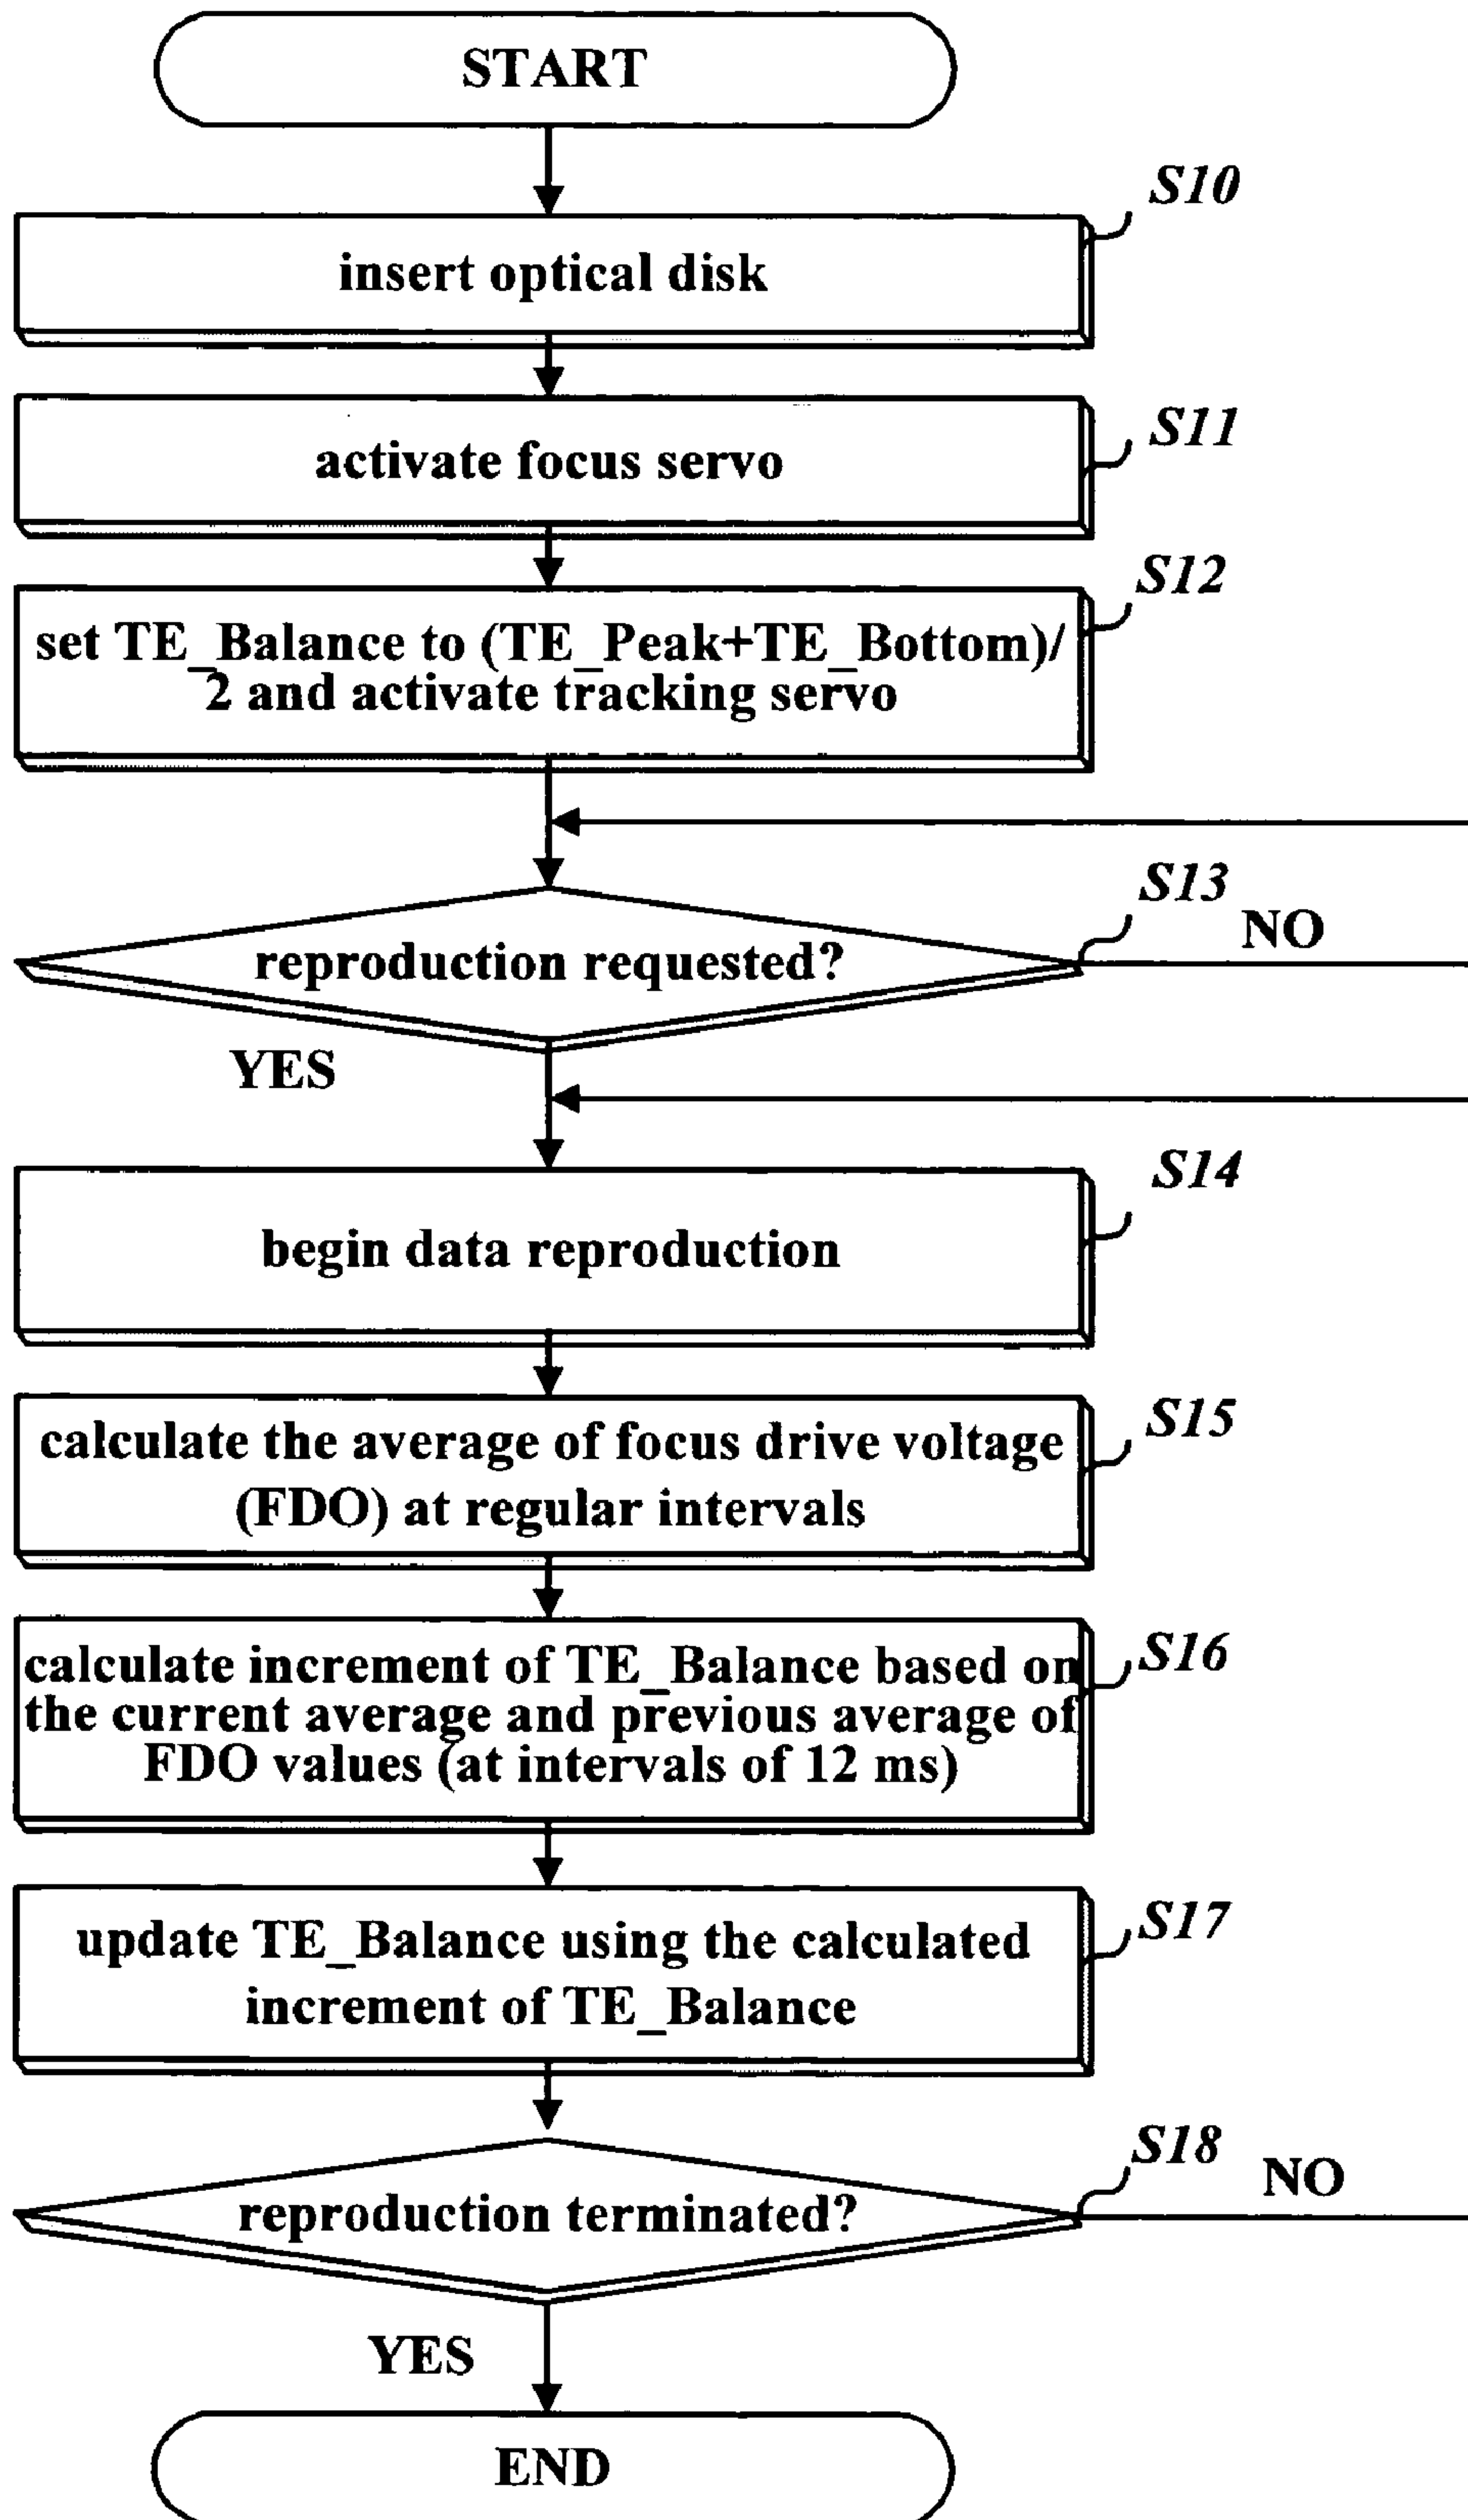 START
S10
insert optical disk
S11
activate focus servo
S12
set TE_Balance to (TE_Peak+TE_Bottom)/
2 and activate tracking servo
S13
NO
reproduction requested?
YES
S14
begin data reproduction
S15
calculate the average of focus drive voltage
(FDO) at regular intervals
S16
calculate increment of TE_Balance based on
the current average and previous average of
FDO values (at intervals of 12 ms)
S17
update TE_Balance using the calculated
increment of TE_Balance
S18
NO
reproduction terminated?
YES
END